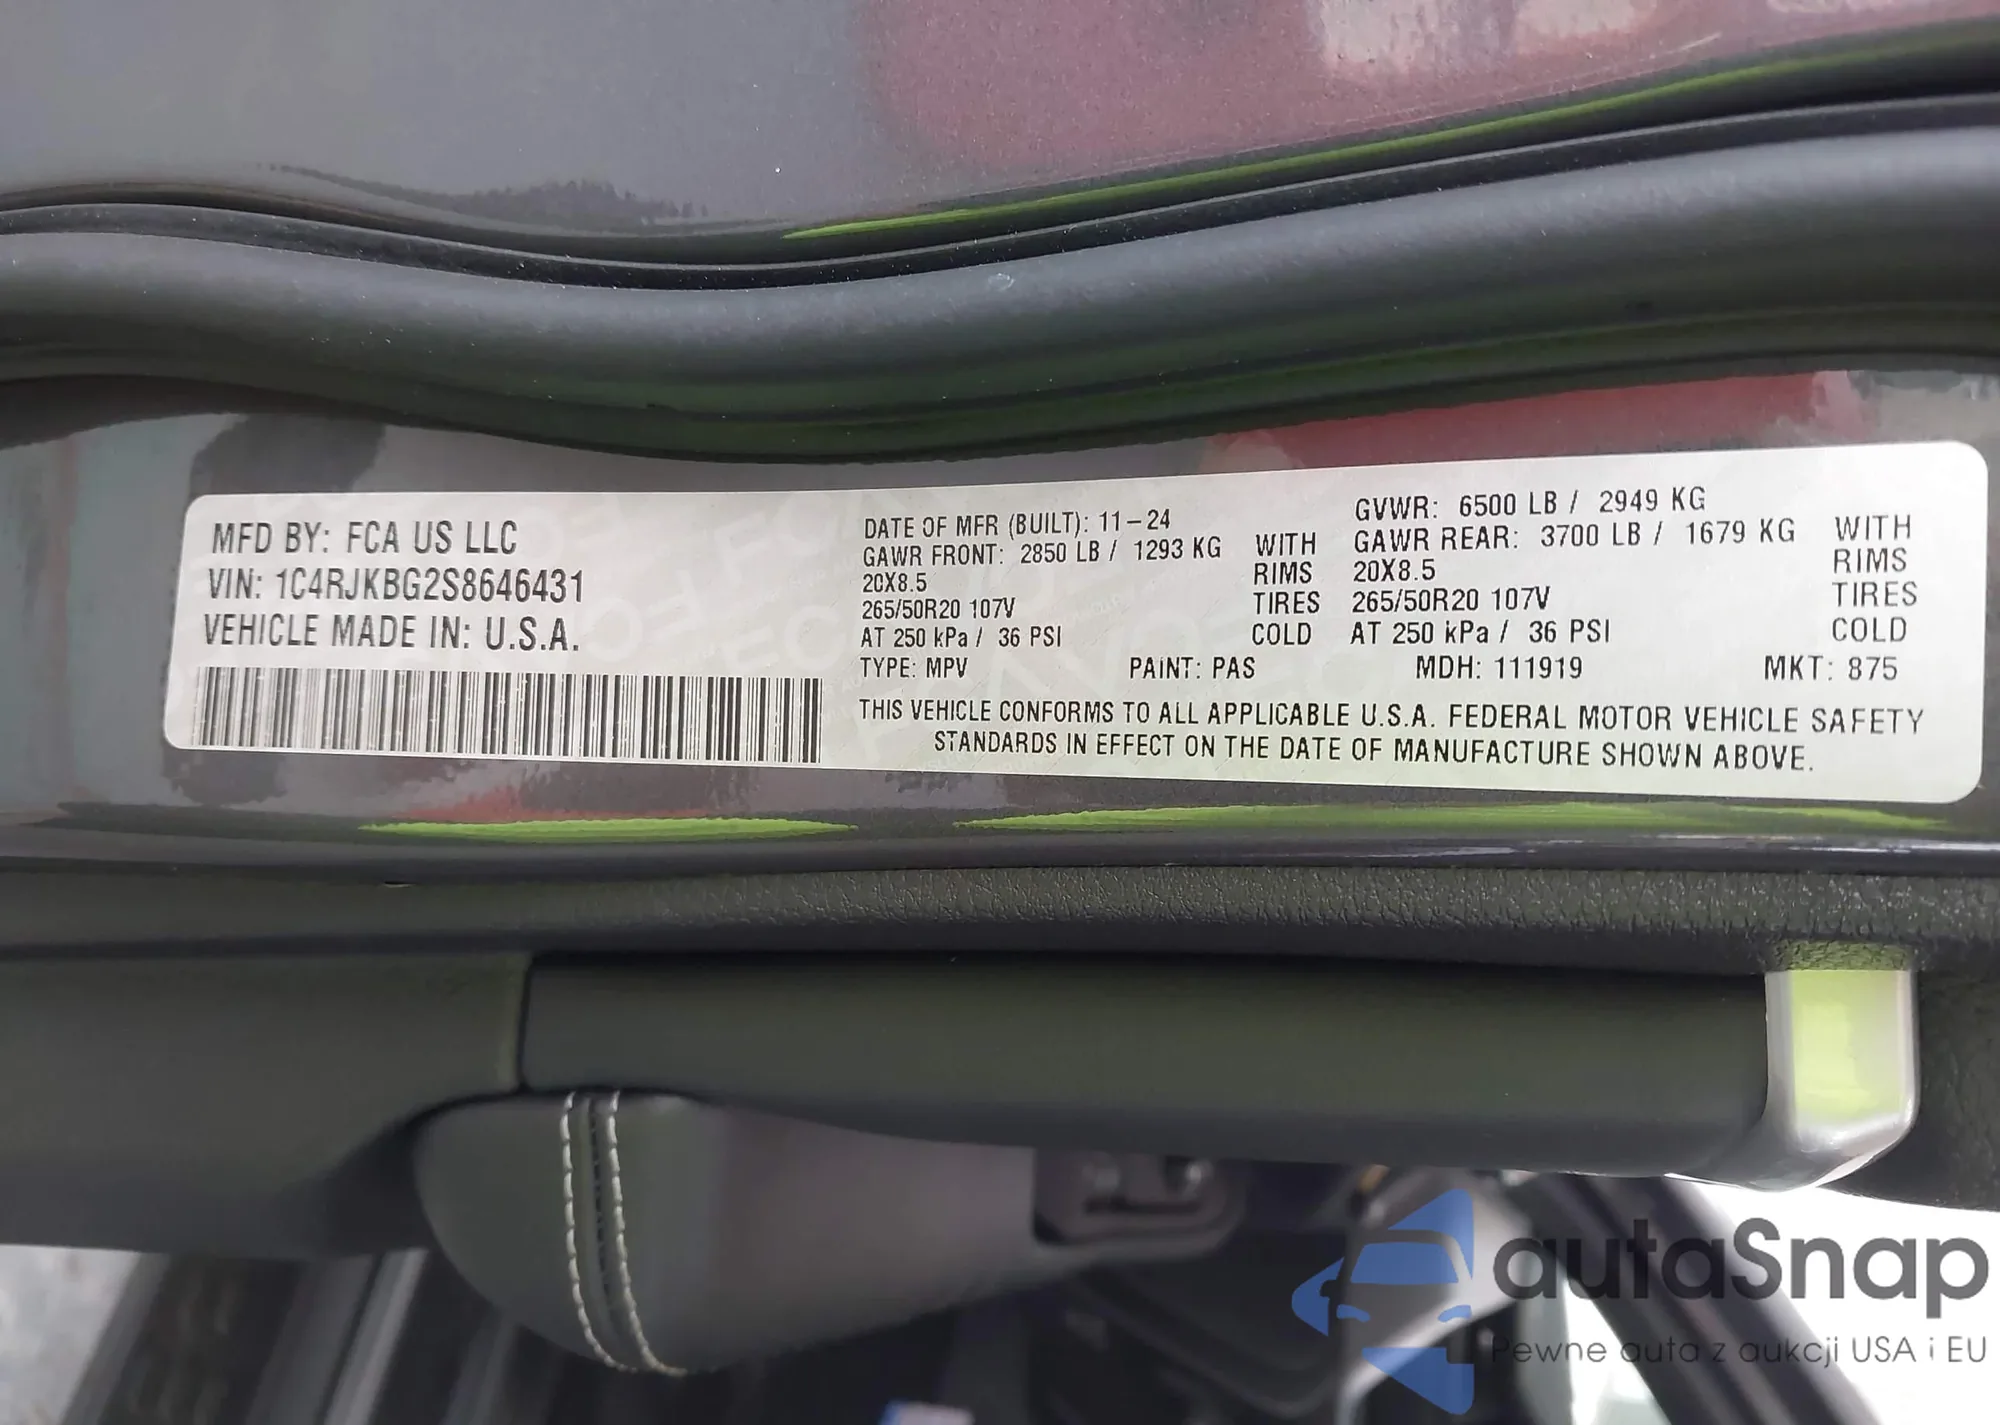 MFD BY: FCA US LLC
VIN: 1C4RJKBG2S8646431
VEHICLE MADE IN: U.S.A.
DATE OF MFR (BUILT): 11-24
GVWR: 6500 LB / 2949 KG
GAWR FRONT: 2850 LB / 1293 KG WITH
GAWR REAR: 3700 LB / 1679 KG WITH
20X8.5 RIMS
20X8.5 RIMS
265/50R20 107V TIRES
265/50R20 107V TIRES
AT 250 kPa / 36 PSI COLD
AT 250 kPa / 36 PSI COLD
TYPE: MPV PAINT: PAS MDH: 111919 MKT: 875
THIS VEHICLE CONFORMS TO ALL APPLICABLE U.S.A. FEDERAL MOTOR VEHICLE SAFETY
STANDARDS IN EFFECT ON THE DATE OF MANUFACTURE SHOWN ABOVE.
autaSnap
Pewne auta z aukcji USA i EU